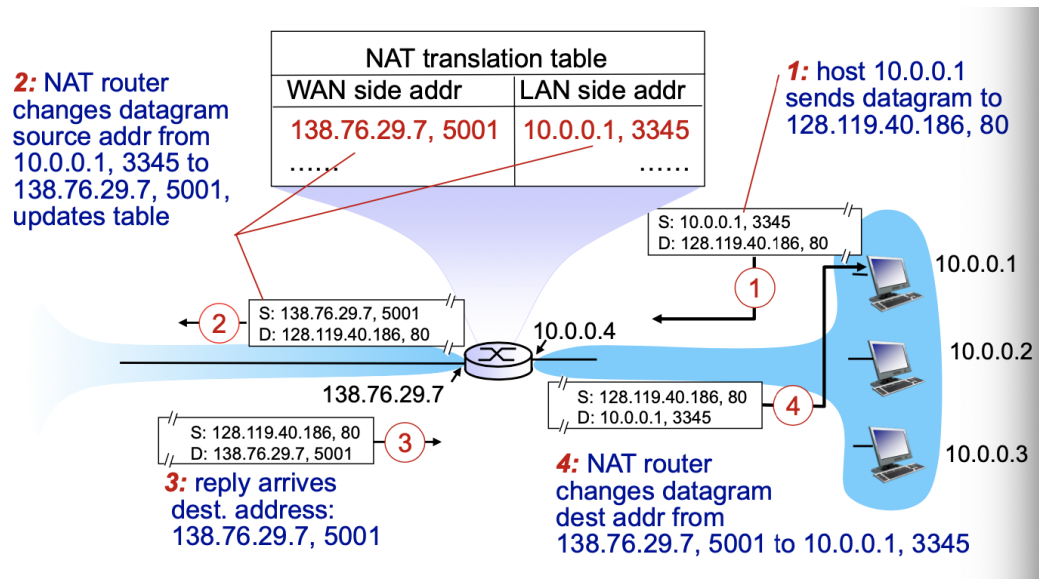 NAT translation table
WAN side addr
LAN side addr
138.76.29.7, 5001
10.0.0.1, 3345
......
......
2: NAT router
changes datagram
source addr from
10.0.0.1, 3345 to
138.76.29.7, 5001,
updates table
1: host 10.0.0.1
sends datagram to
128.119.40.186, 80
S: 10.0.0.1, 3345
D: 128.119.40.186, 80
1
10.0.0.1
S: 138.76.29.7, 5001
D: 128.119.40.186, 80
2
10.0.0.4
10.0.0.2
138.76.29.7
S: 128.119.40.186, 80
D: 10.0.0.1, 3345
4
S: 128.119.40.186, 80
D: 138.76.29.7, 5001
3
10.0.0.3
3: reply arrives
dest. address:
138.76.29.7, 5001
4: NAT router
changes datagram
dest addr from
138.76.29.7, 5001 to 10.0.0.1, 3345